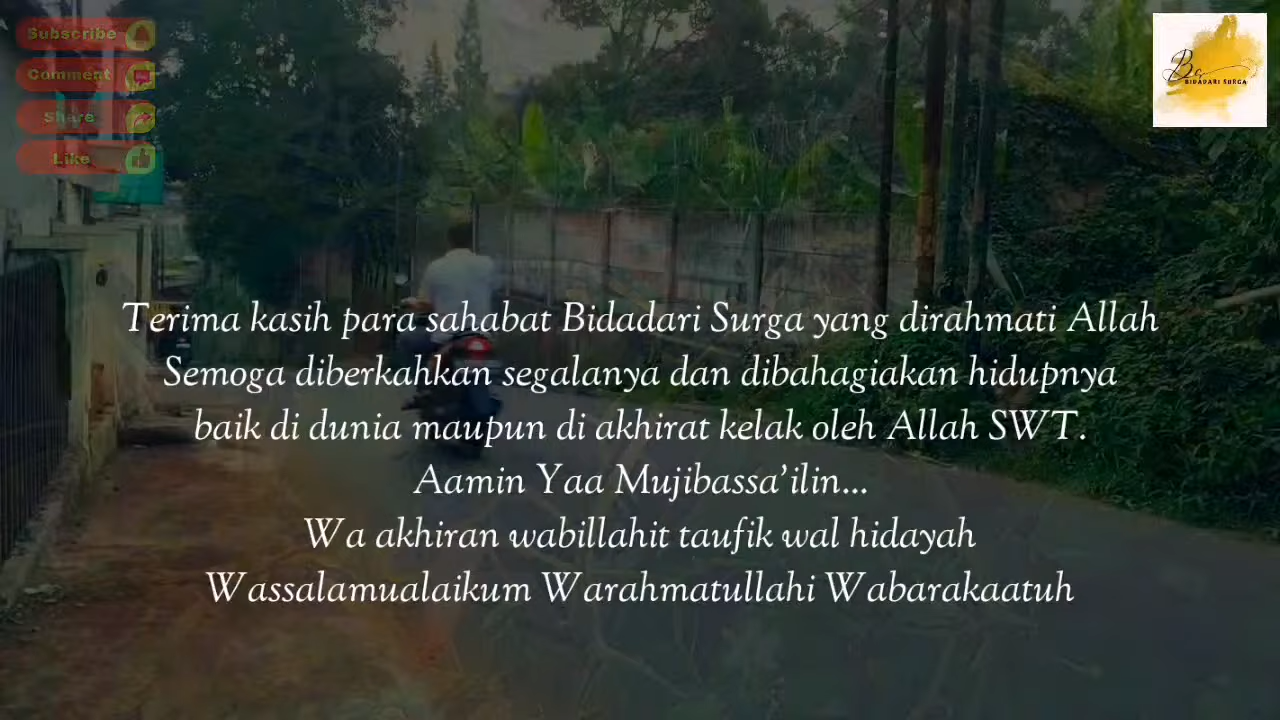 Subscribe
Comment
Share
Like
Bs
BIDADARI SURGA
Terima kasih para sahabat Bidadari Surga yang dirahmati Allah
Semoga diberkahkan segalanya dan dibahagiakan hidupnya
baik di dunia maupun di akhirat kelak oleh Allah SWT.
Aamin Yaa Mujibassa'ilin...
Wa akhiran wabillahit taufik wal hidayah
Wassalamualaikum Warahmatullahi Wabarakaatuh